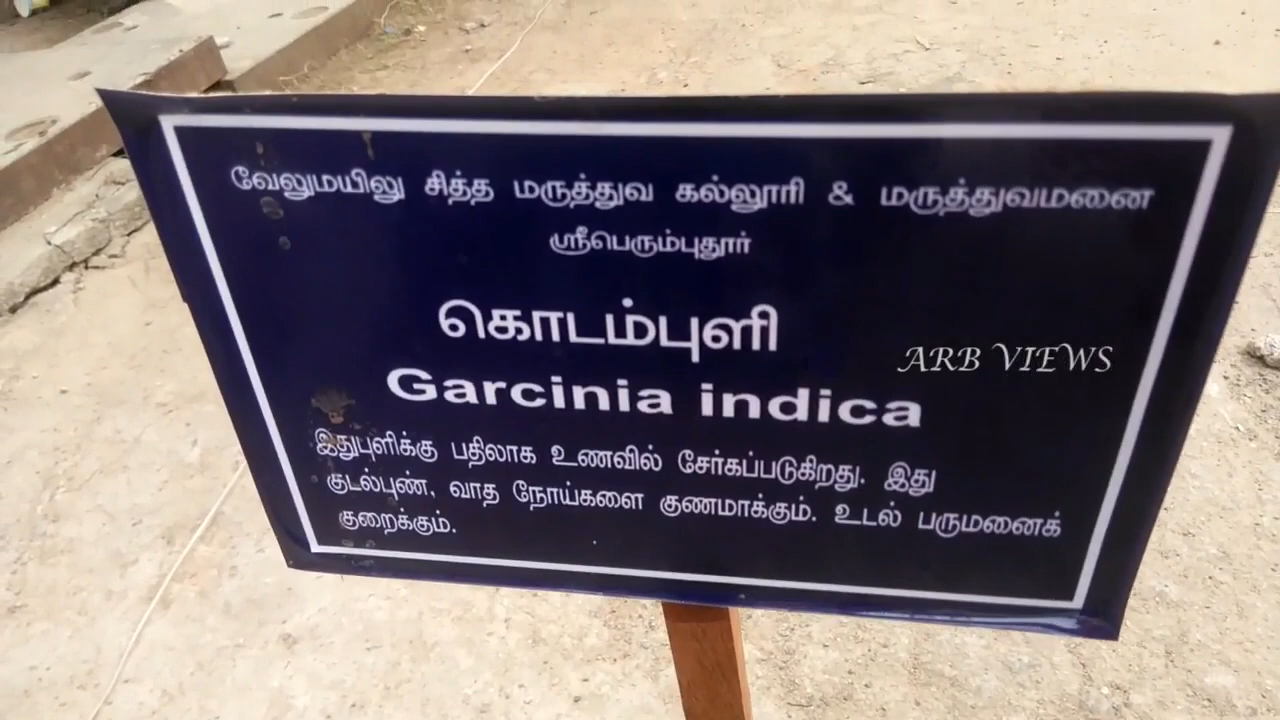 வேலுமயிலு சித்த மருத்துவ கல்லூரி & மருத்துவமனை
ஸ்ரீபெரும்புதூர்
கொடம்புளி
ARB VIEWS
Garcinia indica
இதுபுளிக்கு பதிலாக உணவில் சேர்கப்படுகிறது. இது
குடல்புண், வாத நோய்களை குணமாக்கும். உடல் பருமனைக்
குறைக்கும்.